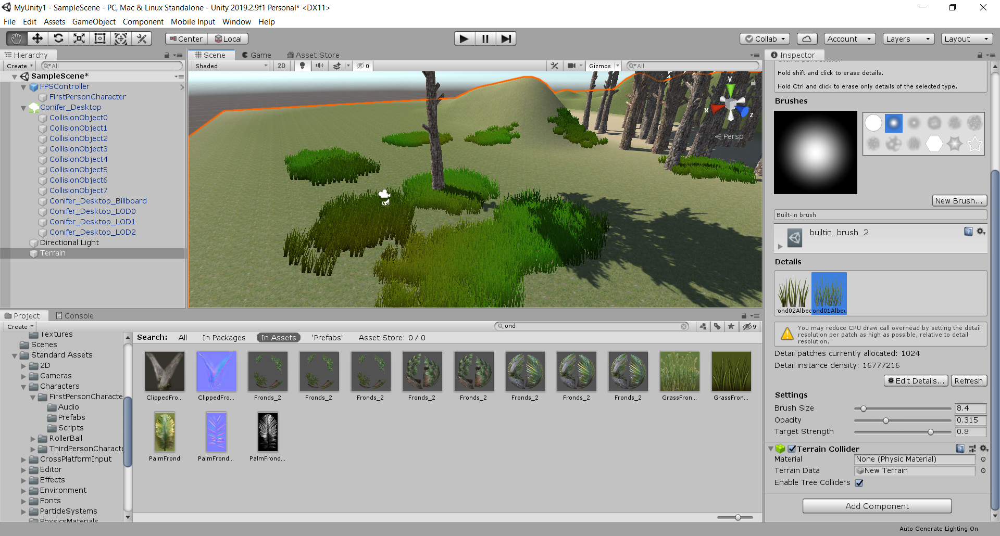 MyUnity1 - SampleScene - PC, Mac & Linux Standalone - Unity 2019.2.9f1 Personal* <DX11>
File Edit Assets GameObject Component Mobile Input Window Help
Center Local
Collab Account Layers Layout
Hierarchy
Create All
SampleScene*
FPSController
FirstPersonCharacter
Conifer_Desktop
CollisionObject0
CollisionObject1
CollisionObject2
CollisionObject3
CollisionObject4
CollisionObject5
CollisionObject6
CollisionObject7
Conifer_Desktop_Billboard
Conifer_Desktop_LOD0
Conifer_Desktop_LOD1
Conifer_Desktop_LOD2
Directional Light
Terrain
Scene Game Asset Store
Shaded 2D 0 Gizmos All
y
x
z
Persp
Inspector
Click to paint details.
Hold shift and click to erase details.
Hold Ctrl and click to erase only details of the selected type.
Brushes
New Brush...
Built-in brush
builtin_brush_2
Details
rond02Albec rond01Albec
You may reduce CPU draw call overhead by setting the detail
resolution per patch as high as possible, relative to detail
resolution.
Detail patches currently allocated: 1024
Detail instance density: 16777216
Edit Details... Refresh
Settings
Brush Size 8.4
Opacity 0.315
Target Strength 0.8
Terrain Collider
Material None (Physic Material)
Terrain Data New Terrain
Enable Tree Colliders
Add Component
Project Console
Create ond 9
Textures
Scenes
Standard Assets
2D
Cameras
Characters
FirstPersonCharacte
Audio
Prefabs
Scripts
RollerBall
ThirdPersonCharacte
CrossPlatformInput
Editor
Effects
Environment
Fonts
ParticleSystems
PhysicsMaterials
Search: All In Packages In Assets 'Prefabs' Asset Store: 0 / 0
ClippedFro... ClippedFro... Fronds_2 Fronds_2 Fronds_2 Fronds_2 Fronds_2 Fronds_2 Fronds_2 Fronds_2 GrassFron... GrassFron...
PalmFrond PalmFrond... PalmFrond...
Auto Generate Lighting On